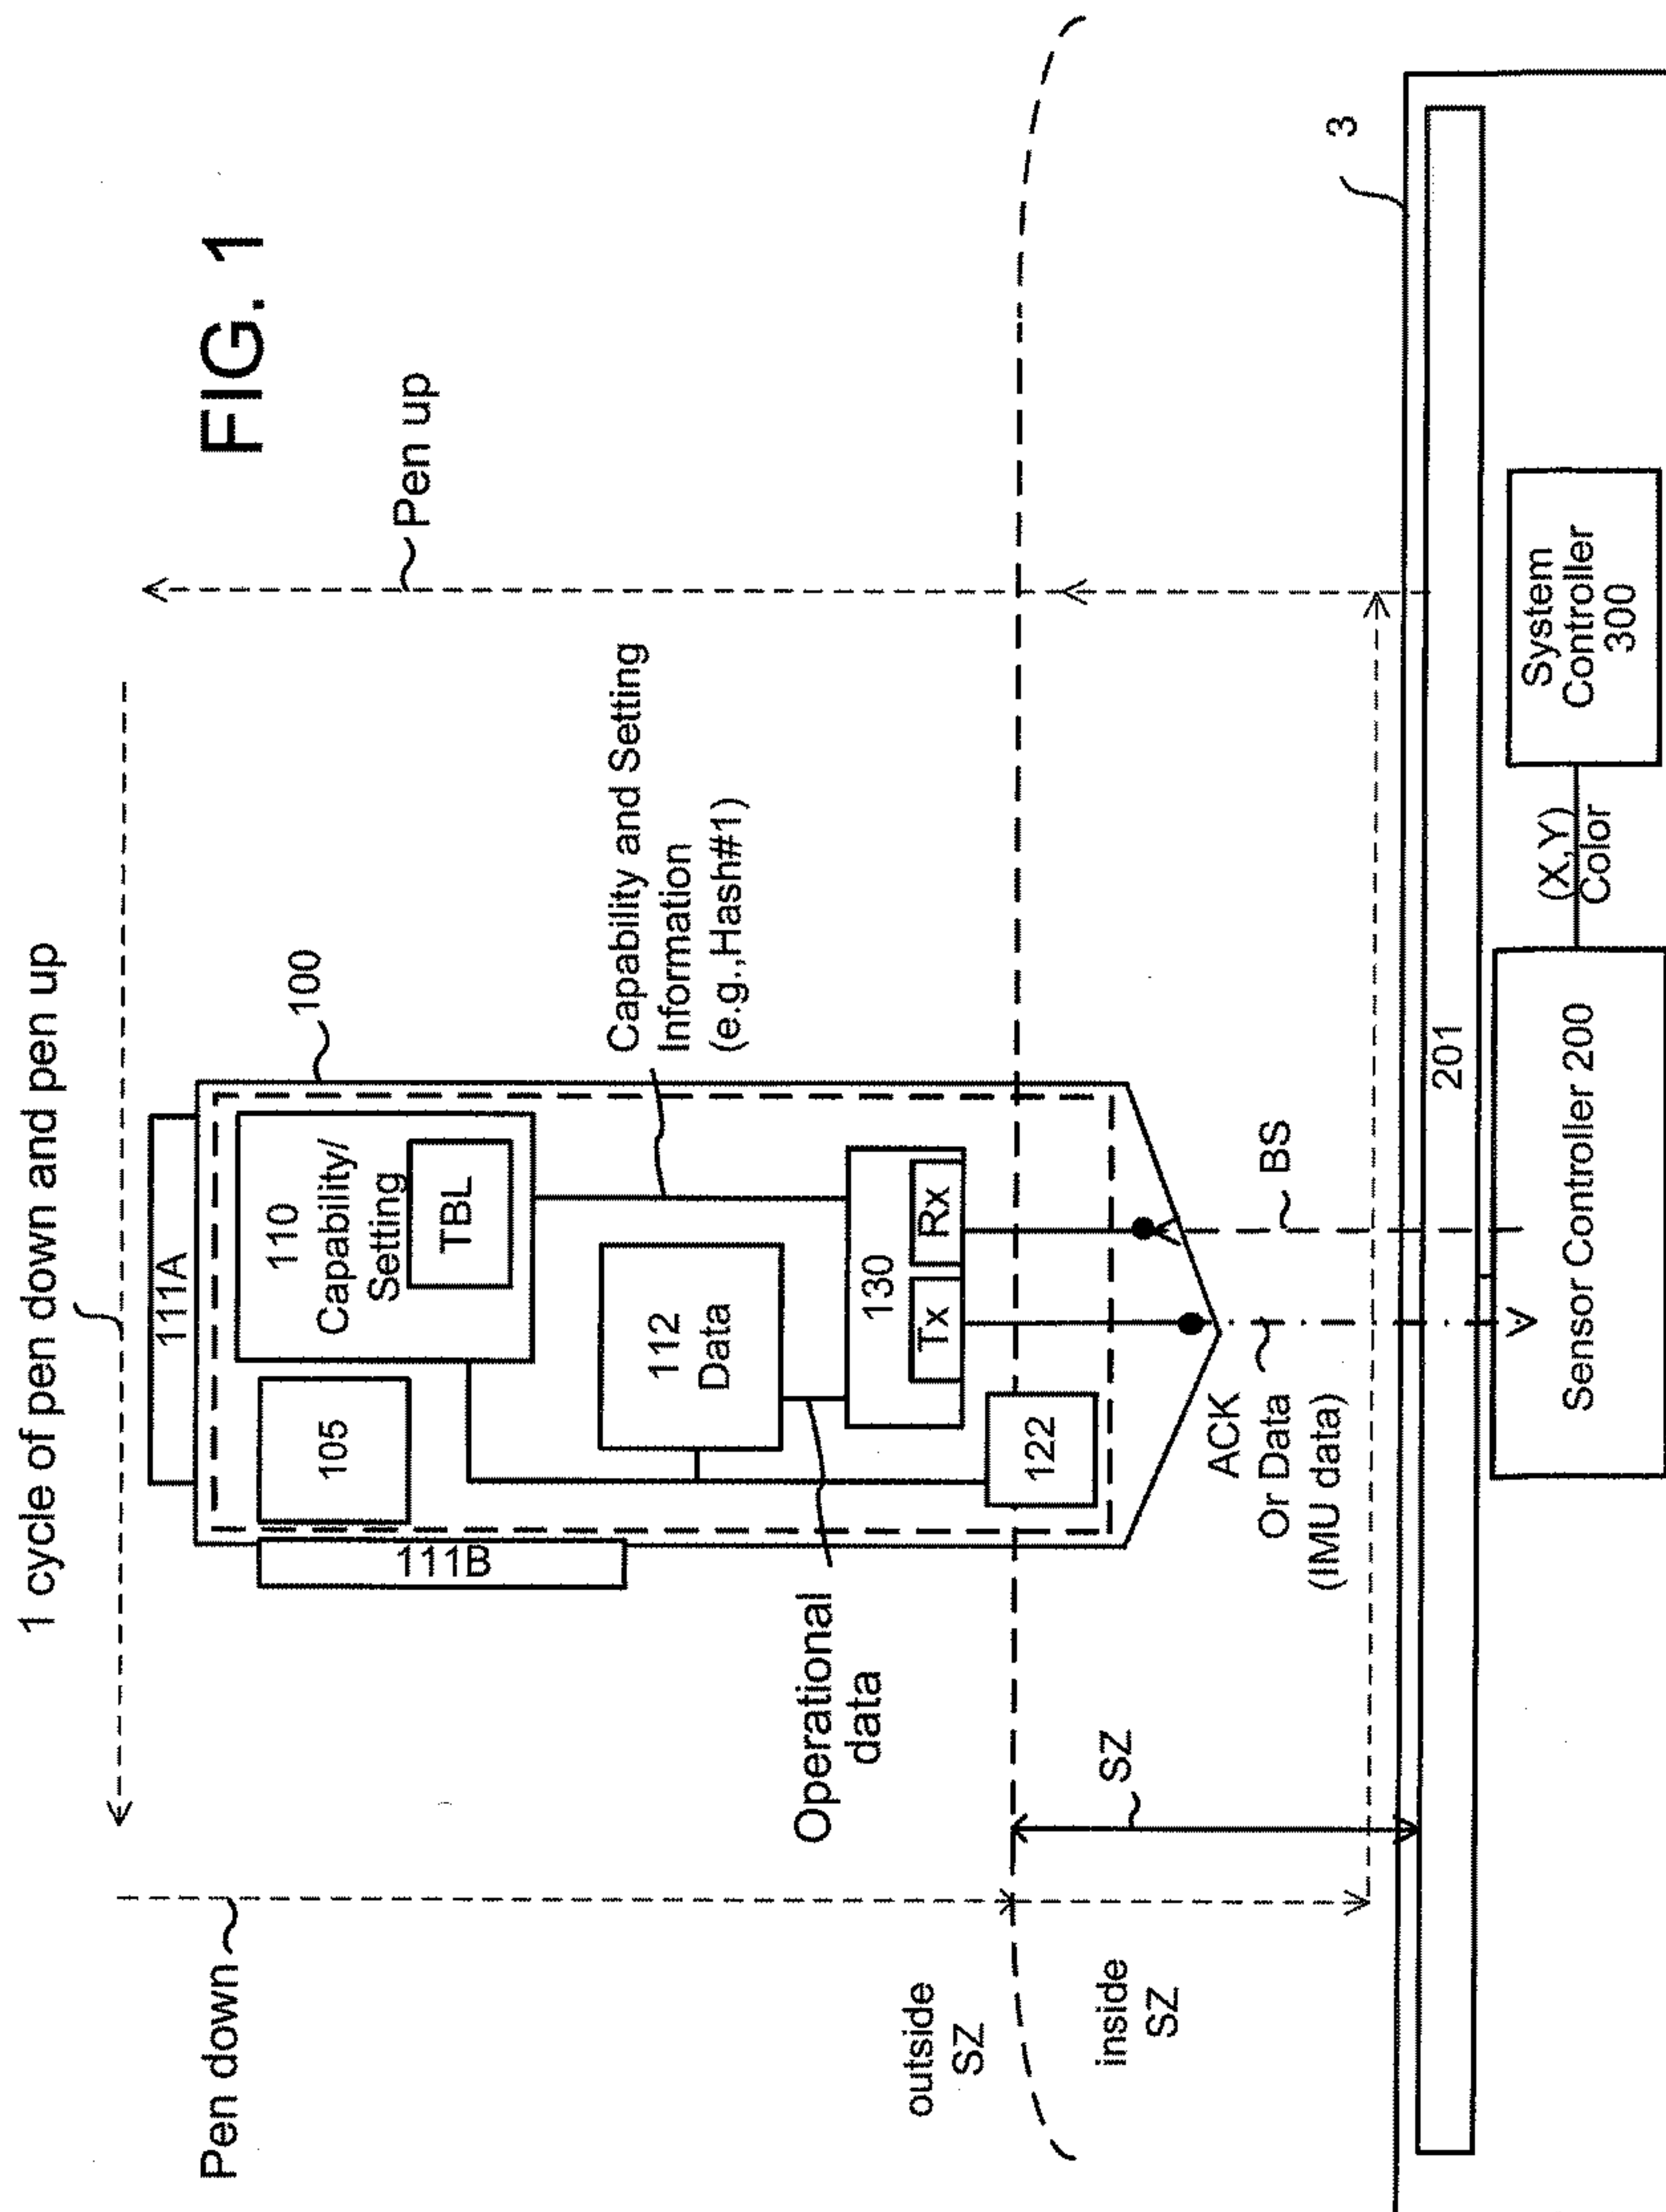 FIG. 1
1 cycle of pen down and pen up
Pen down
Pen up
111A
111B
100
105
110
Capability/
Setting
TBL
112
Data
130
Tx
Rx
122
Capability and Setting
Information
(e.g.,Hash#1)
Operational
data
outside
SZ
inside
SZ
SZ
ACK
Or Data
(IMU data)
BS
3
201
Sensor Controller 200
(X,Y)
Color
System
Controller
300